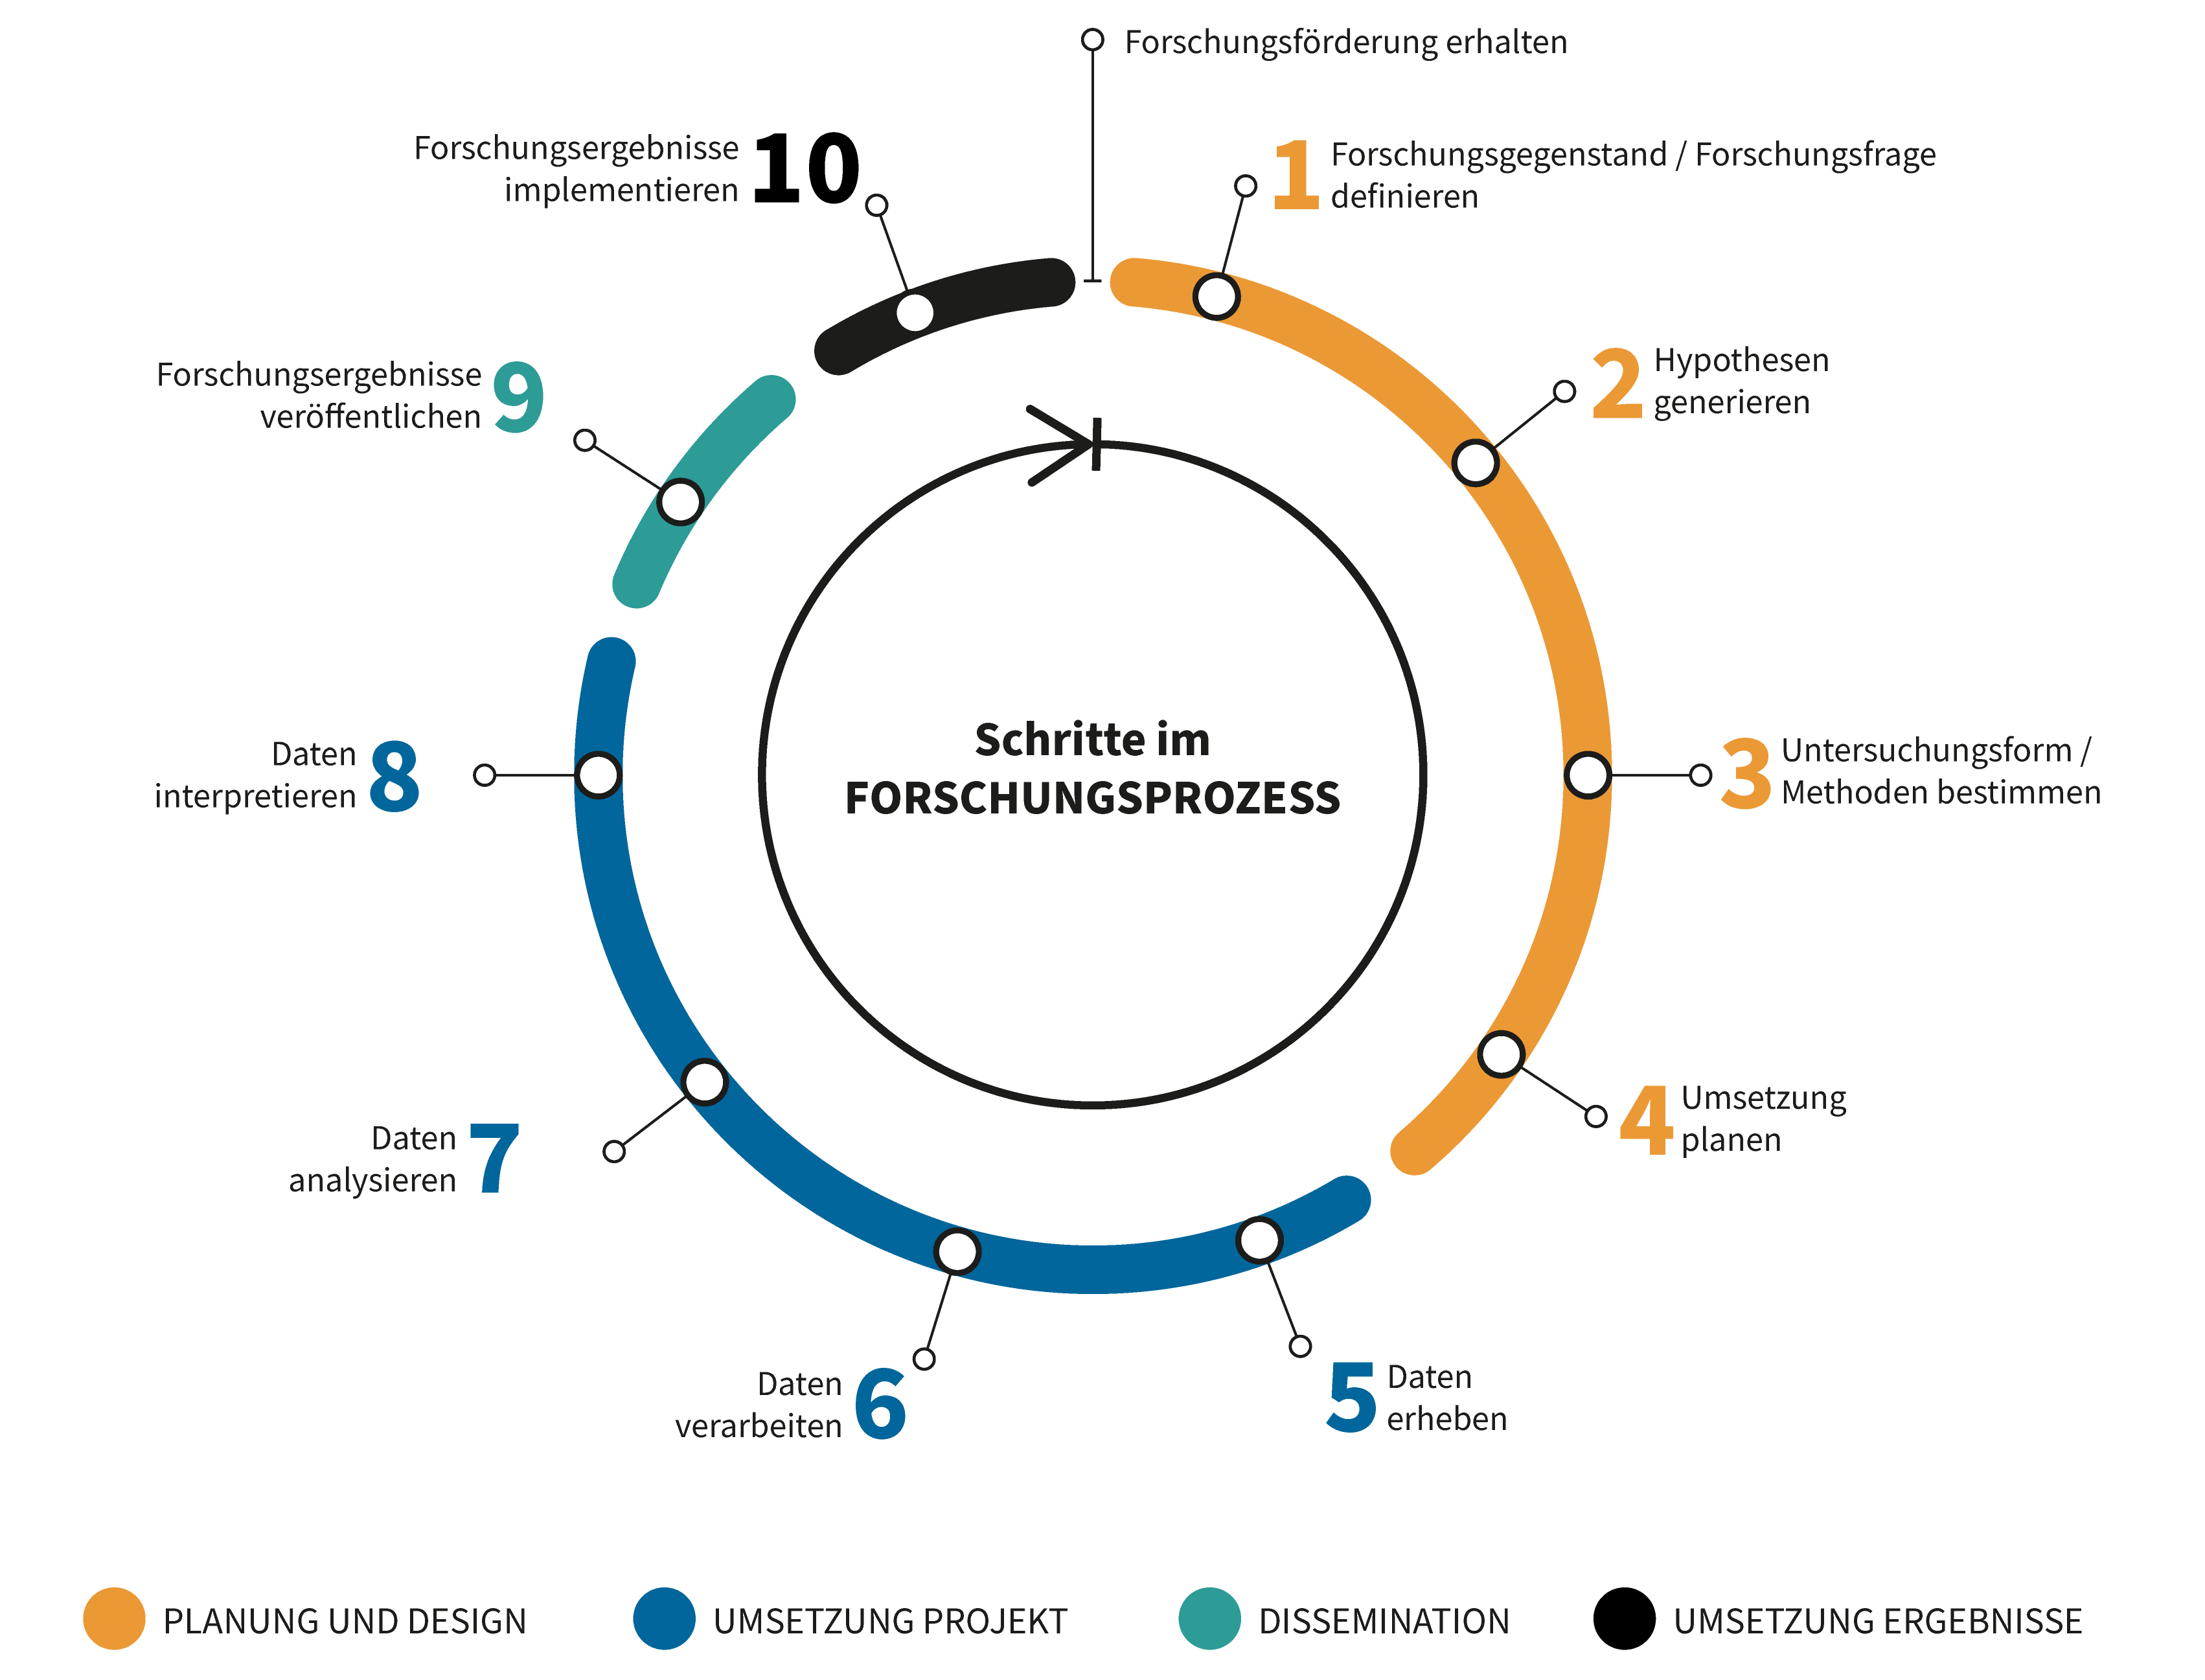 Forschungsförderung erhalten
1
Forschungsgegenstand / Forschungsfrage
definieren
2
Hypothesen
generieren
3
Untersuchungsform /
Methoden bestimmen
4
Umsetzung
planen
5
Daten
erheben
6
Daten
verarbeiten
7
Daten
analysieren
8
Daten
interpretieren
9
Forschungsergebnisse
veröffentlichen
10
Forschungsergebnisse
implementieren
Schritte im
FORSCHUNGSPROZESS
PLANUNG UND DESIGN
UMSETZUNG PROJEKT
DISSEMINATION
UMSETZUNG ERGEBNISSE